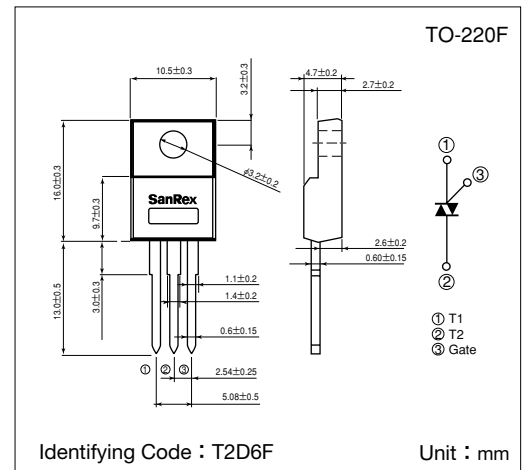 TO-220F
10.5±0.3
3.2±0.3
4.7±0.2
2.7±0.2
16.0±0.3
9.7±0.3
φ3.2±0.2
SanRex
13.0±0.5
3.0±0.3
1.1±0.2
1.4±0.2
0.6±0.15
2.54±0.25
5.08±0.5
① ② ③
2.6±0.2
0.60±0.15
①
③
②
① T1
② T2
③ Gate
Identifying Code：T2D6F
Unit：mm